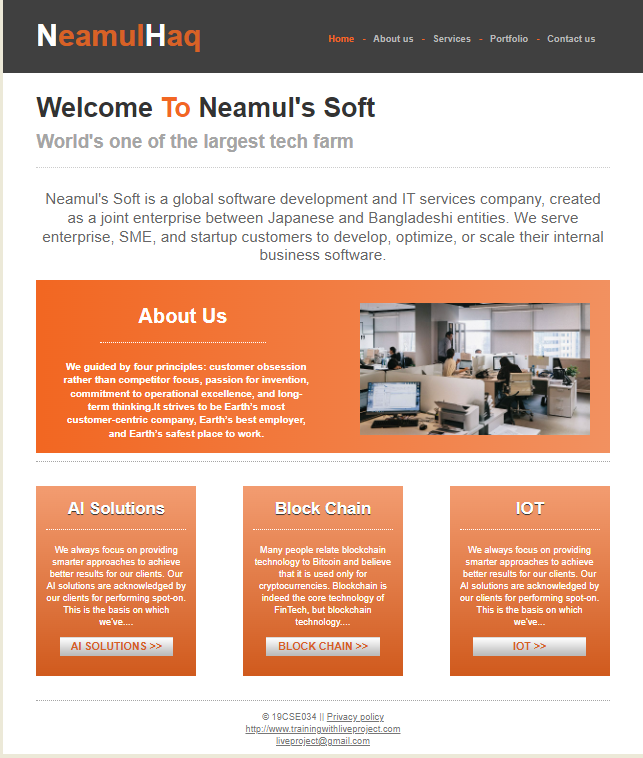 NeamulHaq
Home - About us - Services - Portfolio - Contact us
Welcome To Neamul's Soft
World's one of the largest tech farm
Neamul's Soft is a global software development and IT services company, created
as a joint enterprise between Japanese and Bangladeshi entities. We serve
enterprise, SME, and startup customers to develop, optimize, or scale their internal
business software.
About Us
We guided by four principles: customer obsession
rather than competitor focus, passion for invention,
commitment to operational excellence, and long-
term thinking.It strives to be Earth's most
customer-centric company, Earth's best employer,
and Earth's safest place to work.
AI Solutions
We always focus on providing
smarter approaches to achieve
better results for our clients. Our
AI solutions are acknowledged by
our clients for performing spot-on.
This is the basis on which
we've....
AI SOLUTIONS >>
Block Chain
Many people relate blockchain
technology to Bitcoin and believe
that it is used only for
cryptocurrencies. Blockchain is
indeed the core technology of
FinTech, but blockchain
technology....
BLOCK CHAIN >>
IOT
We always focus on providing
smarter approaches to achieve
better results for our clients. Our
AI solutions are acknowledged by
our clients for performing spot-on.
This is the basis on which
we've...
IOT >>
© 19CSE034 || Privacy policy
http://www.trainingwithliveproject.com
liveproject@gmail.com